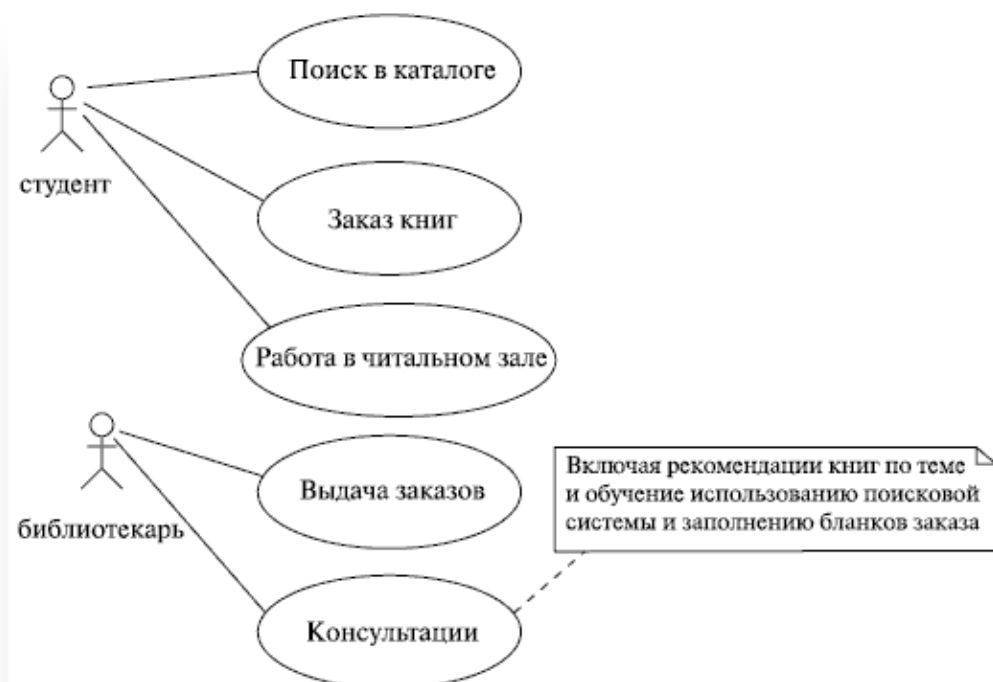 Поиск в каталоге
студент
Заказ книг
Работа в читальном зале
Выдача заказов
библиотекарь
Включая рекомендации книг по теме
и обучение использованию поисковой
системы и заполнению бланков заказа
Консультации